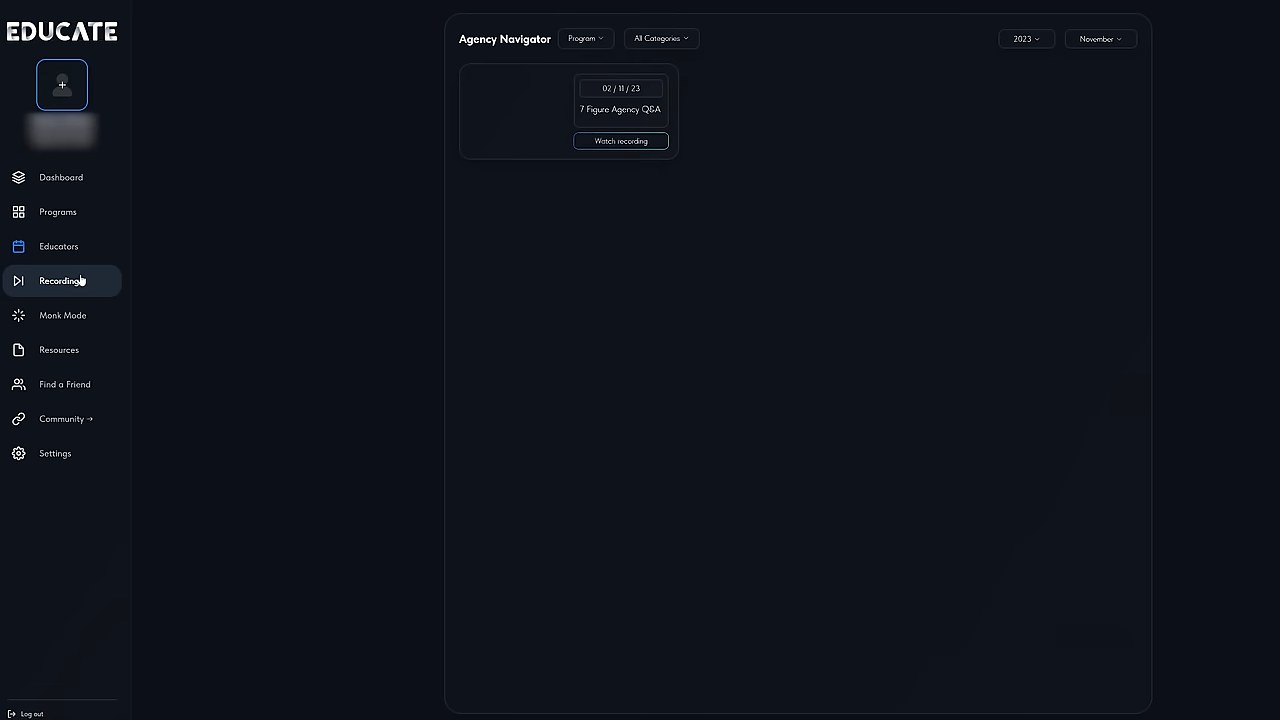 EDUCATE
Dashboard
Programs
Educators
Recording
Monk Mode
Resources
Find a Friend
Community →
Settings
Log out
Agency Navigator
Program
All Categories
2023
November
02 / 11 / 23
7 Figure Agency Q&A
Watch recording